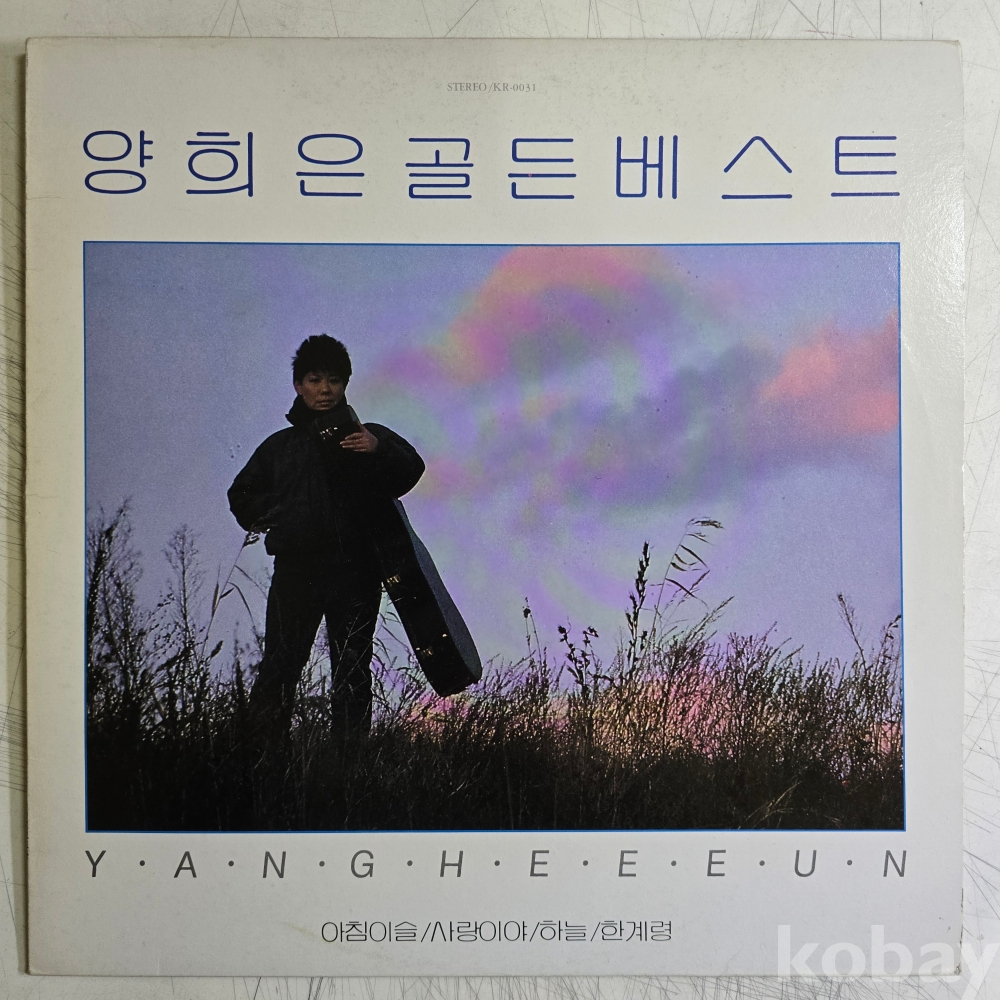 STEREO/KR-0031
양희은골든베스트
Y·A·N·G·H·E·E·E·U·N
아침이슬/사랑이야/하늘/한계령
kobay